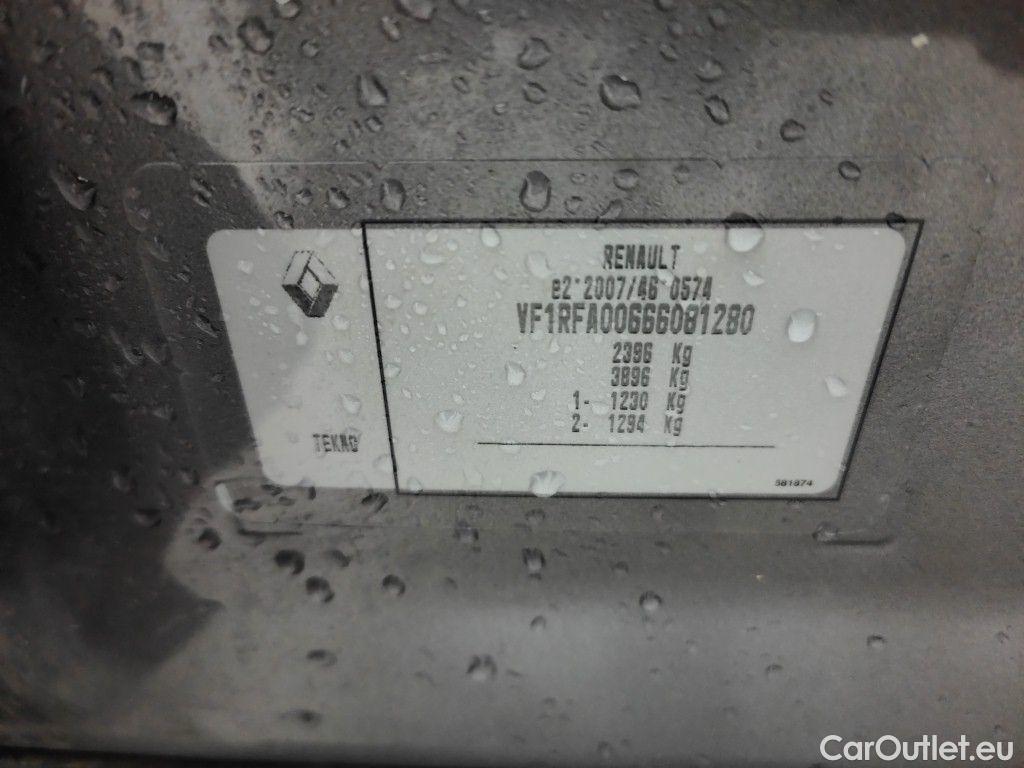 RENAULT
e2*2007/46*0574
VF1RFA00666081280
2396 Kg
3896 Kg
1- 1230 Kg
2- 1294 Kg
TEKNO
581874
CarOutlet.eu